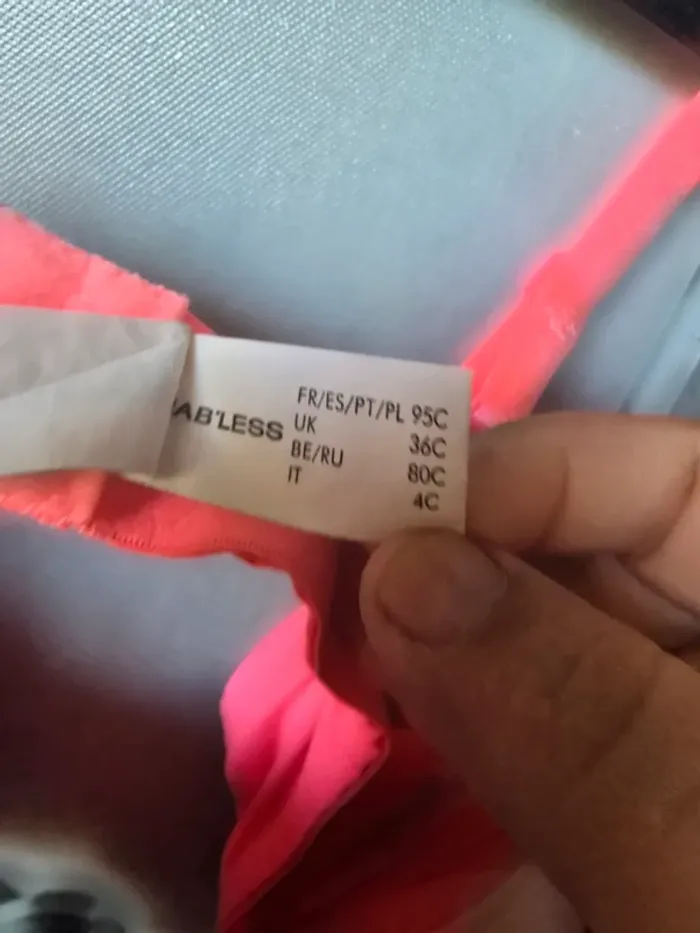 AB'LESS
FR/ES/PT/PL 95C
UK 36C
BE/RU 80C
IT 4C